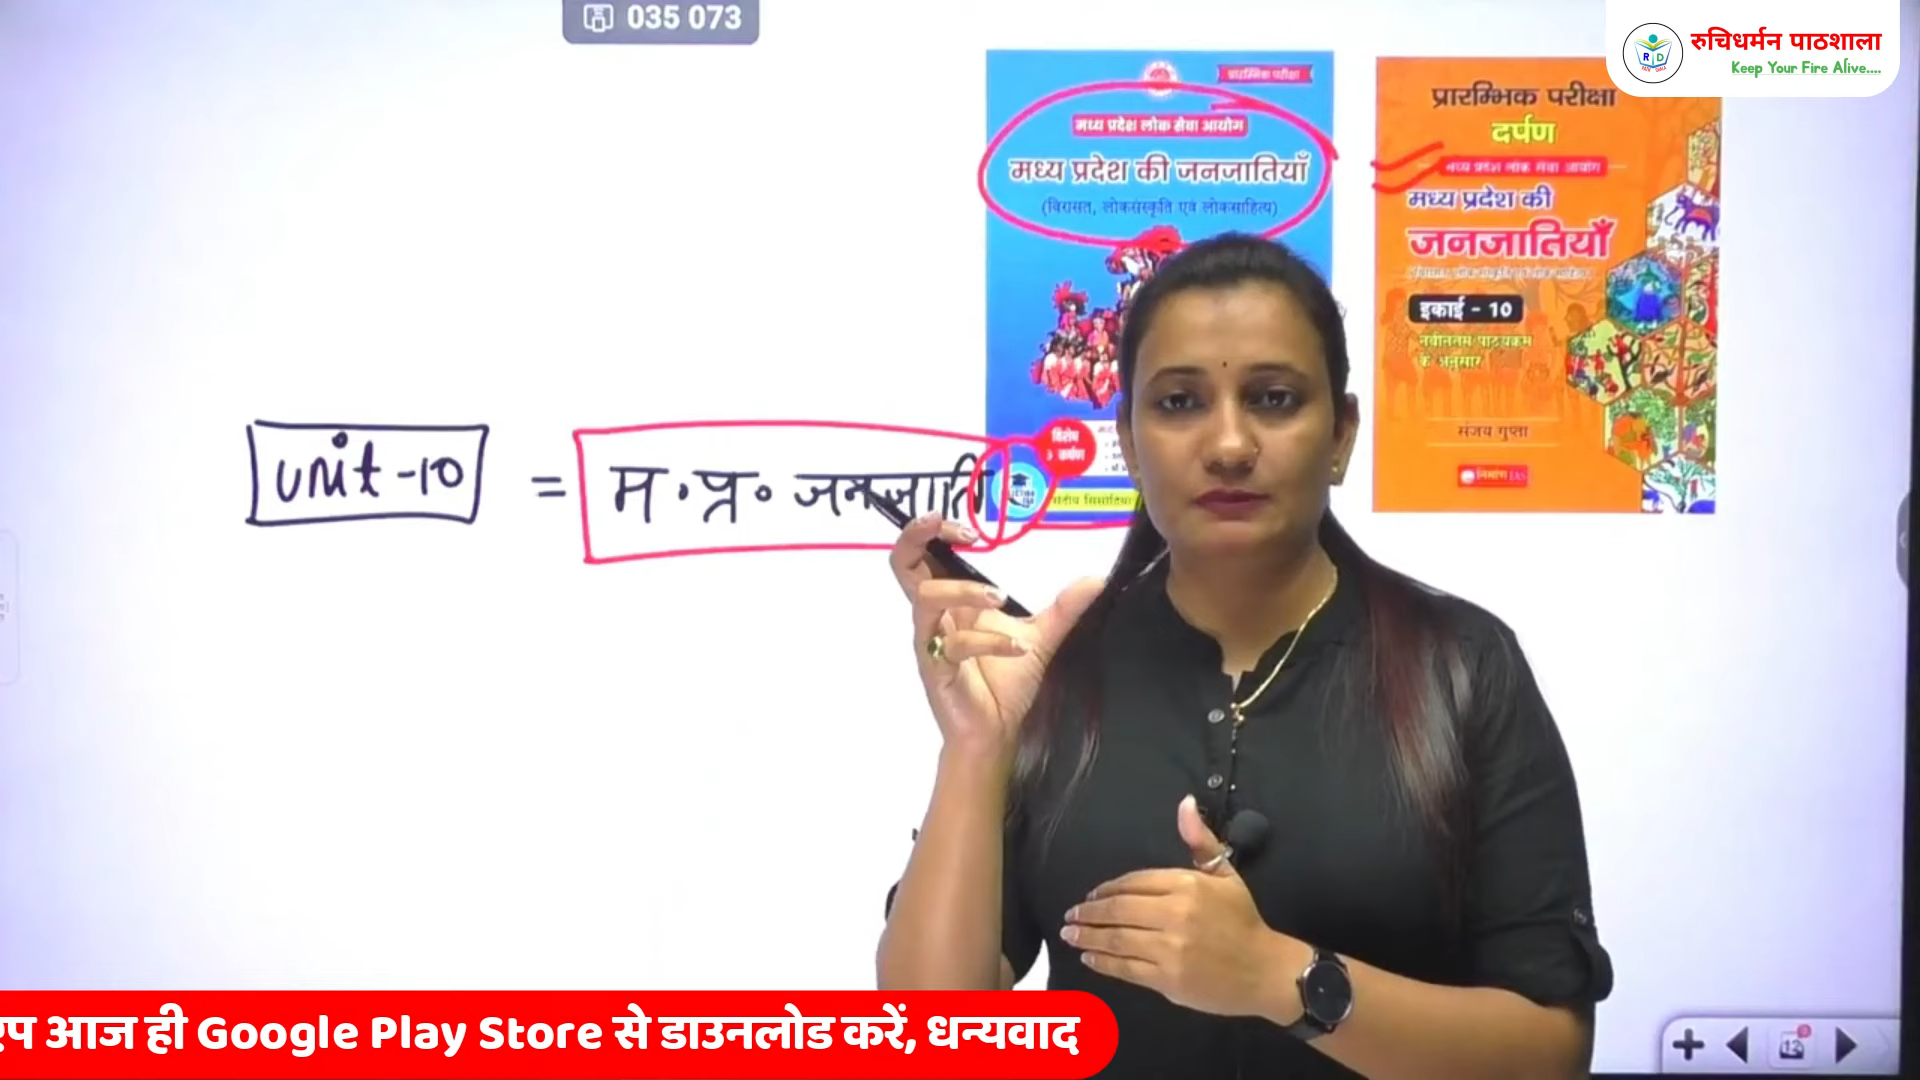 035 073
रुचिधर्मन पाठशाला
Keep Your Fire Alive....
प्रारम्भिक परीक्षा
मध्य प्रदेश लोक सेवा आयोग
मध्य प्रदेश की जनजातियाँ
(विरासत, लोकसंस्कृति एवं लोकसाहित्य)
विशेष
प्रारम्भिक परीक्षा
दर्पण
मध्य प्रदेश लोक सेवा आयोग
मध्य प्रदेश की
जनजातियाँ
इकाई - 10
नवीनतम पाठ्यक्रम
के अनुसार
संजय गुप्ता
निर्माण IAS
unit-10 = म.प्र. जनजाति
आज ही Google Play Store से डाउनलोड करें, धन्यवाद